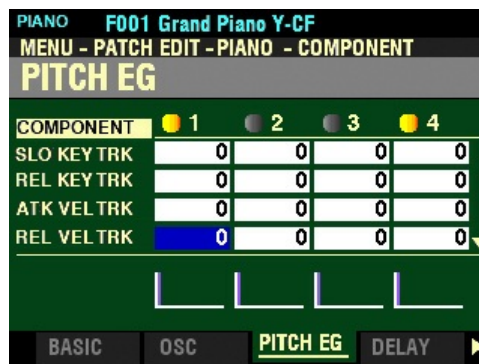 PIANO F001 Grand Piano Y-CF
MENU - PATCH EDIT - PIANO - COMPONENT
PITCH EG
COMPONENT 1 2 3 4
SLO KEY TRK 0 0 0 0
REL KEY TRK 0 0 0 0
ATK VEL TRK 0 0 0 0
REL VEL TRK 0 0 0 0
BASIC OSC PITCH EG DELAY